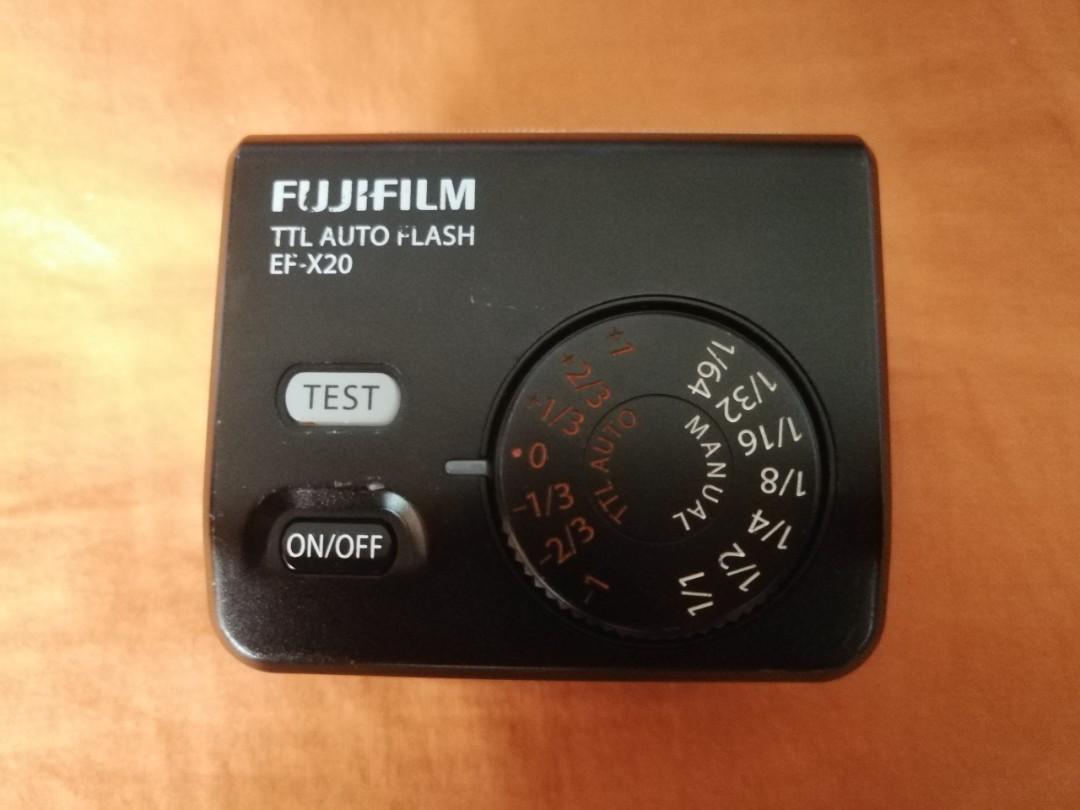 FUJIFILM
TTL AUTO FLASH
EF-X20
TEST
ON/OFF
+1
+2/3
+1/3
•0
-1/3
-2/3
-1
TTL AUTO
1/64
1/32
1/16
1/8
1/4
1/2
1/1
MANUAL